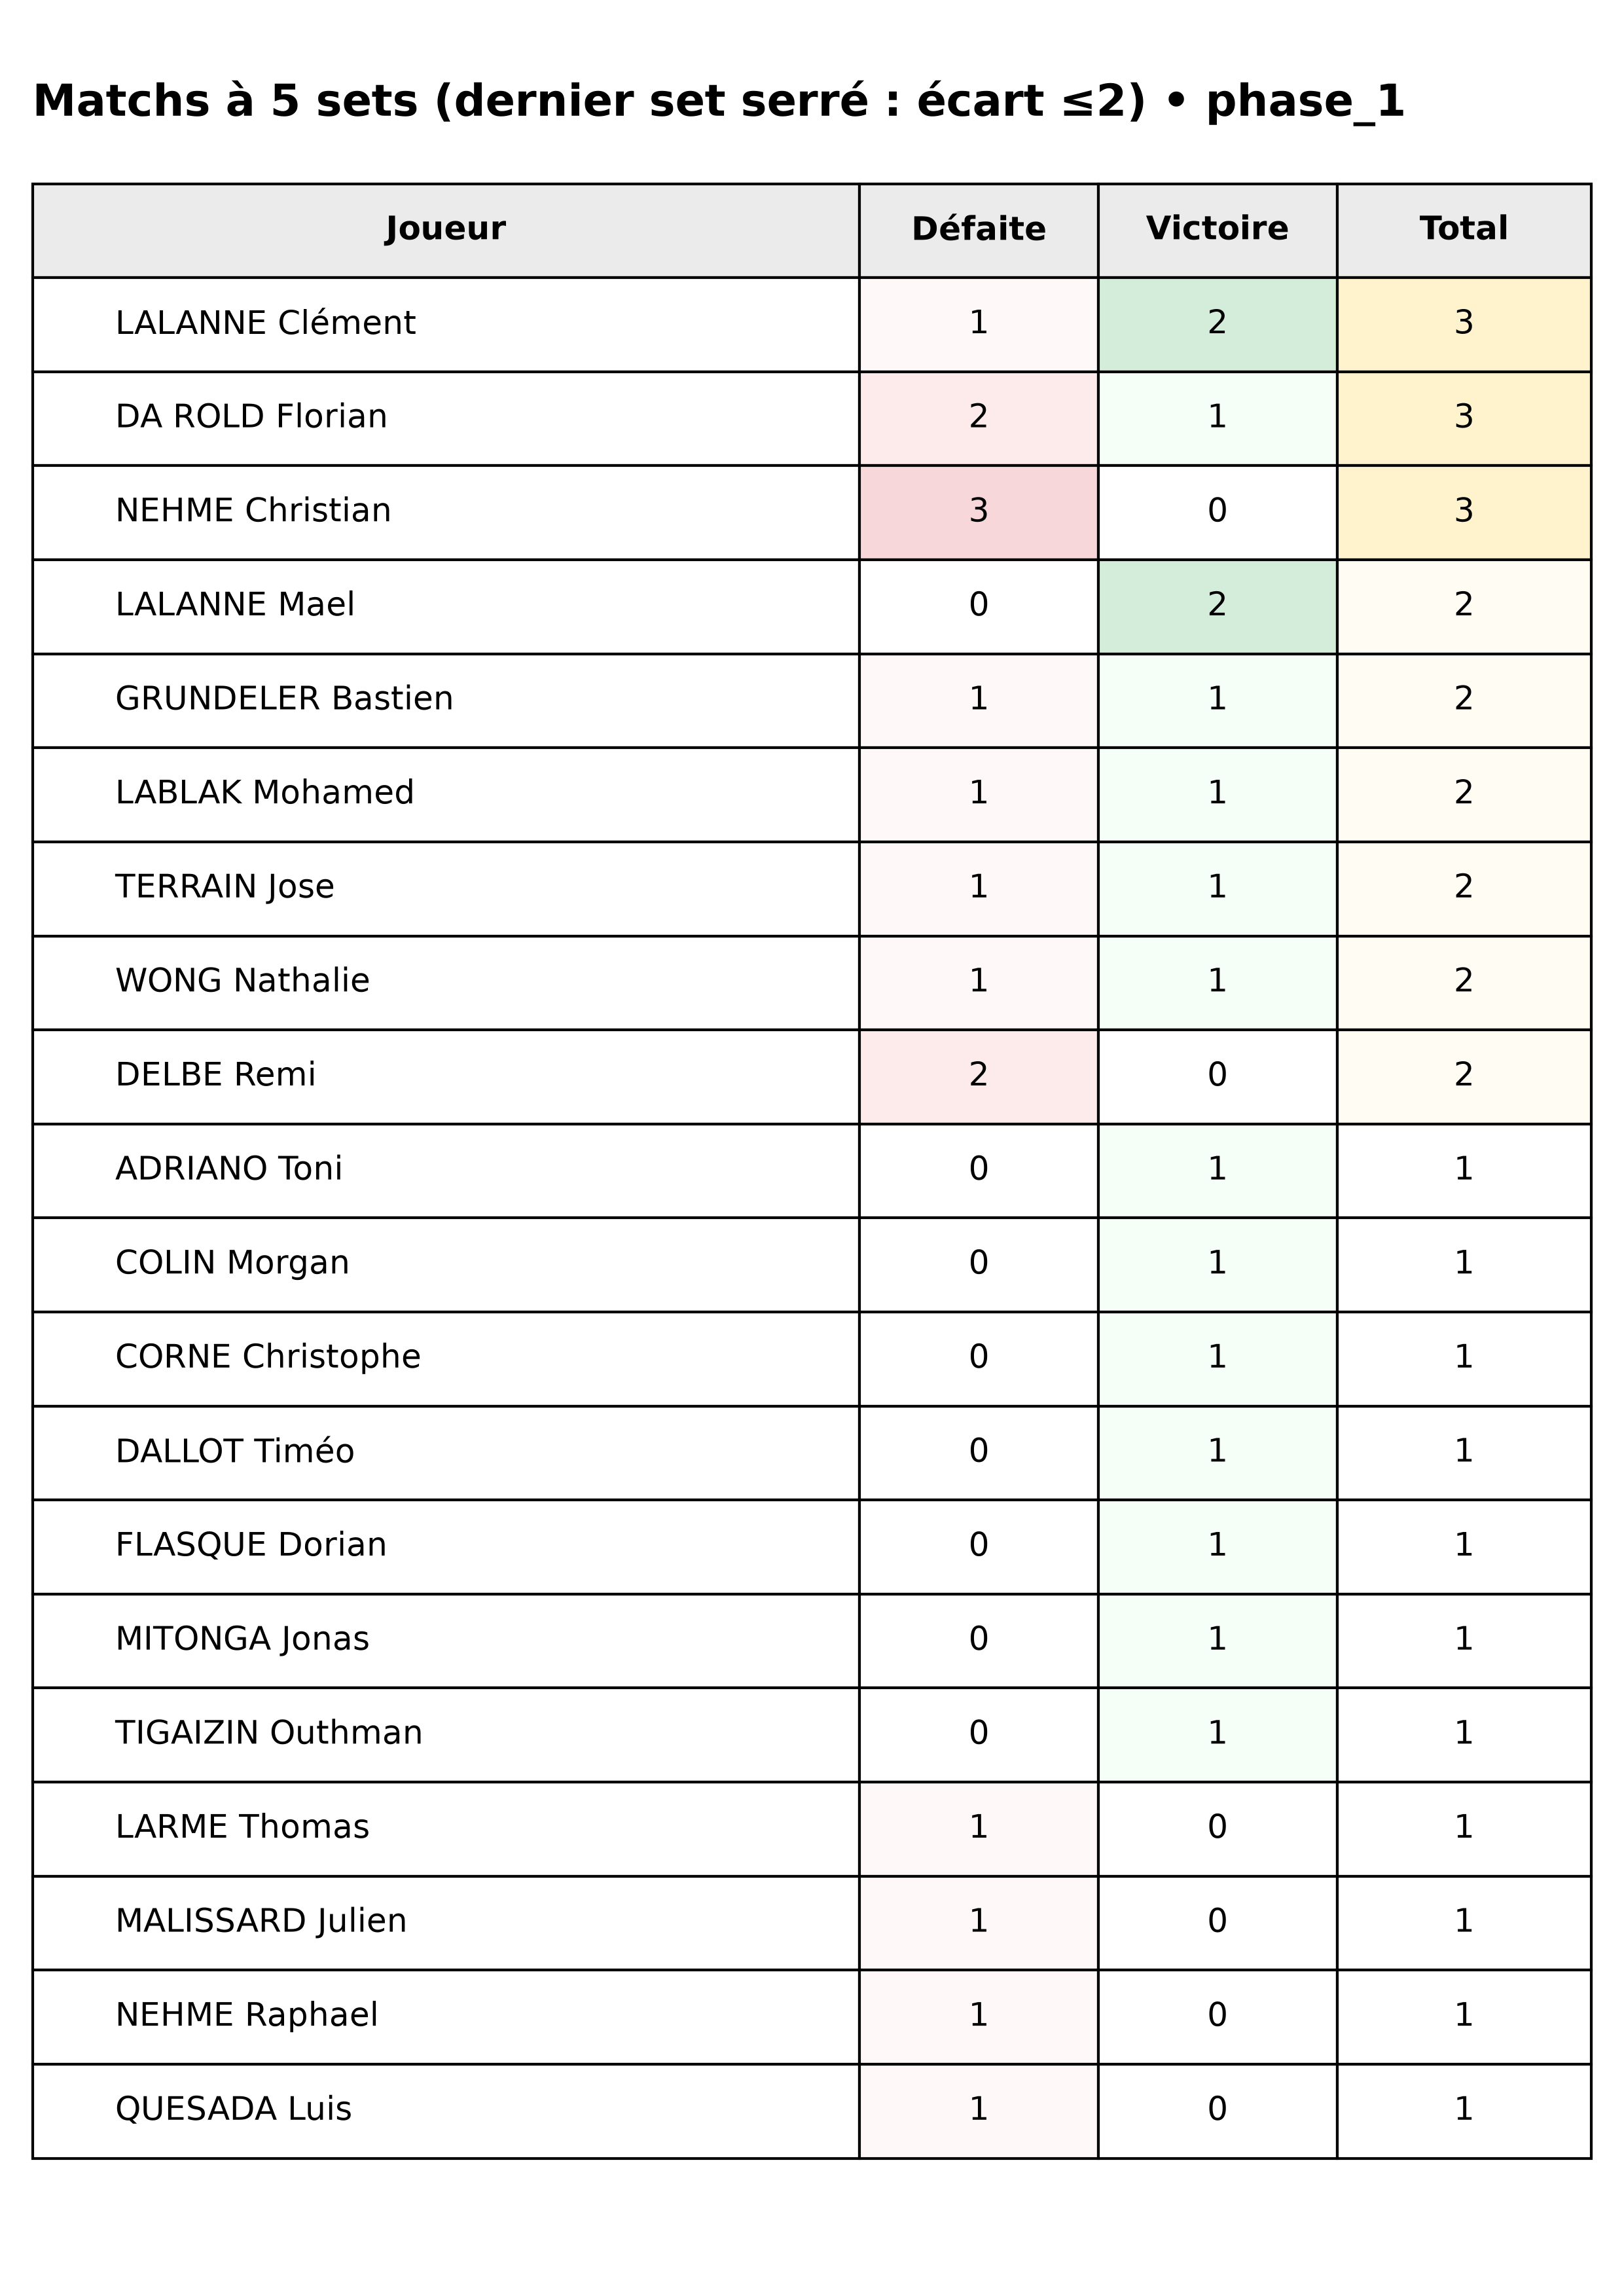 Matchs à 5 sets (dernier set serré : écart ≤2) • phase_1
Joueur Défaite Victoire Total
LALANNE Clément 1 2 3
DA ROLD Florian 2 1 3
NEHME Christian 3 0 3
LALANNE Mael 0 2 2
GRUNDELER Bastien 1 1 2
LABLAK Mohamed 1 1 2
TERRAIN Jose 1 1 2
WONG Nathalie 1 1 2
DELBE Remi 2 0 2
ADRIANO Toni 0 1 1
COLIN Morgan 0 1 1
CORNE Christophe 0 1 1
DALLOT Timéo 0 1 1
FLASQUE Dorian 0 1 1
MITONGA Jonas 0 1 1
TIGAIZIN Outhman 0 1 1
LARME Thomas 1 0 1
MALISSARD Julien 1 0 1
NEHME Raphael 1 0 1
QUESADA Luis 1 0 1